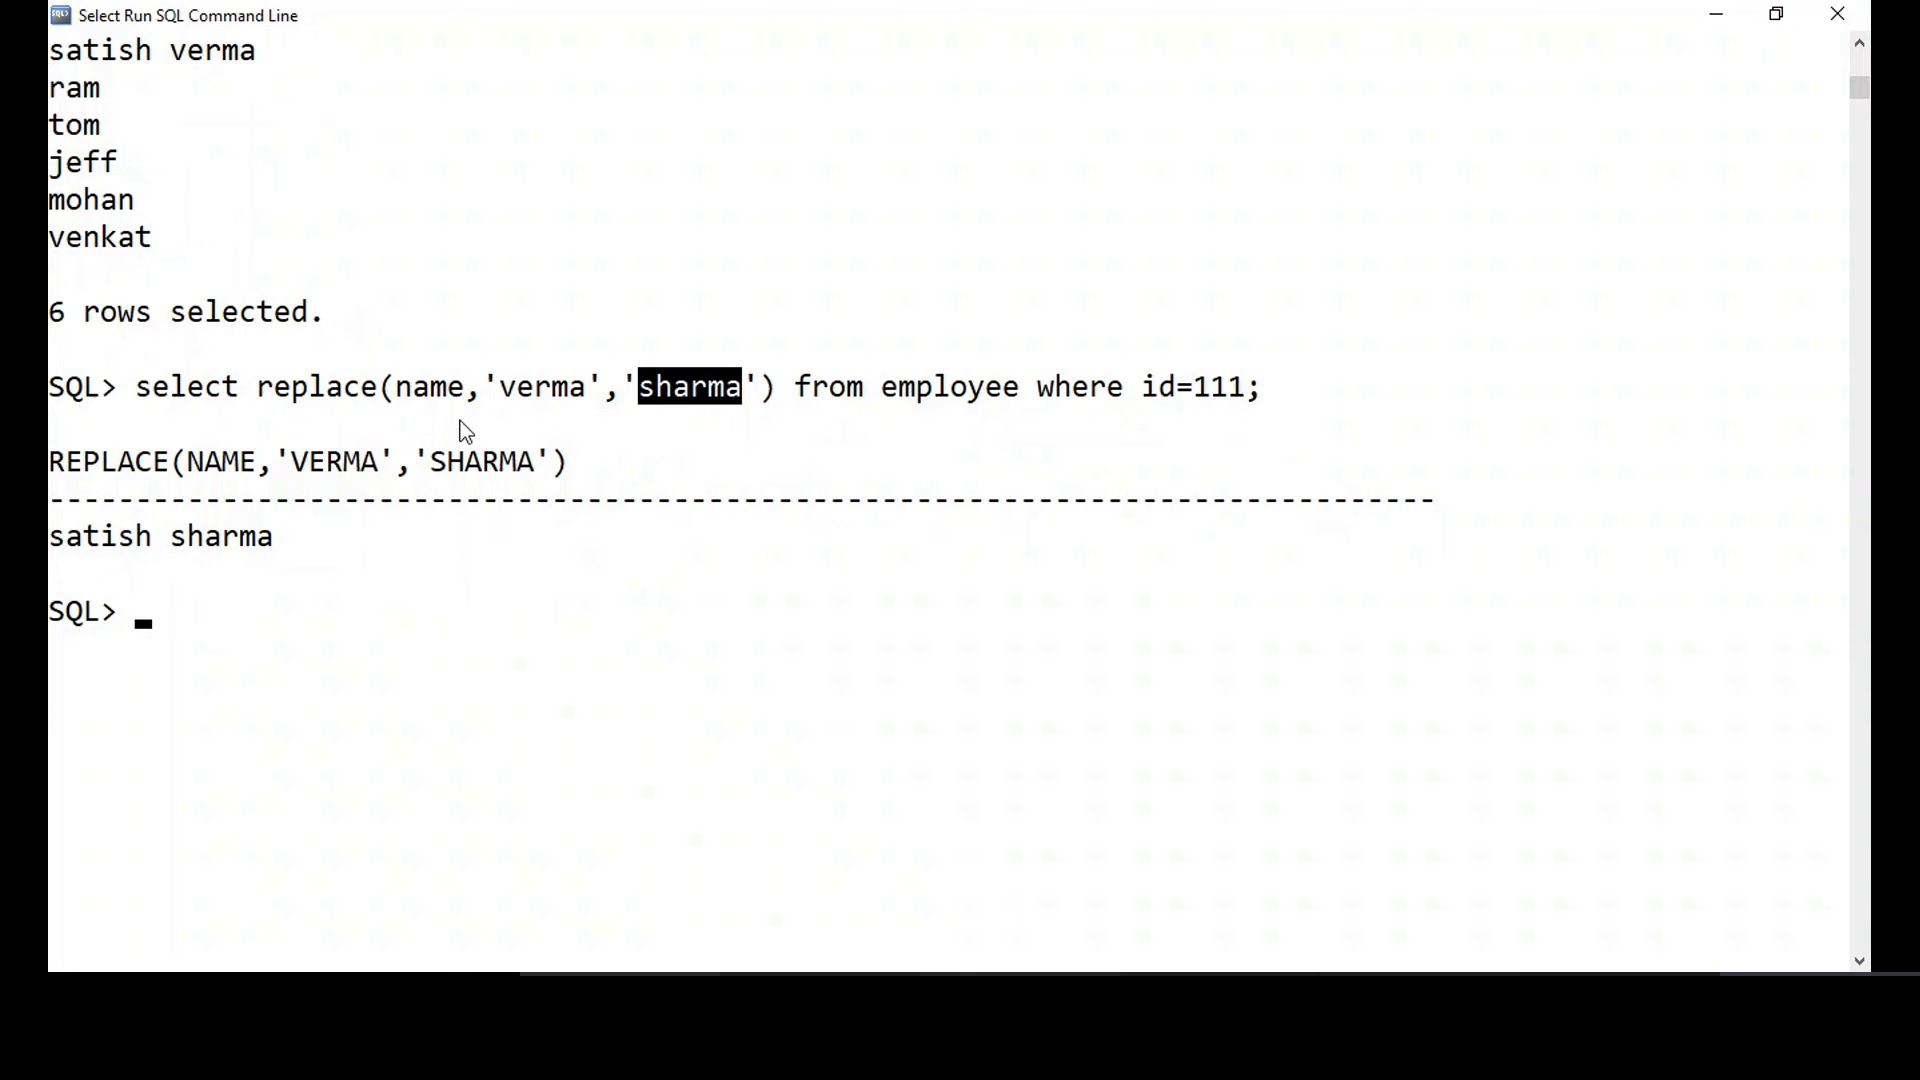 Select Run SQL Command Line
satish verma
ram
tom
jeff
mohan
venkat
6 rows selected.
SQL> select replace(name,'verma','sharma') from employee where id=111;
REPLACE(NAME,'VERMA','SHARMA')
--------------------------------------------------------------------------------
satish sharma
SQL> _